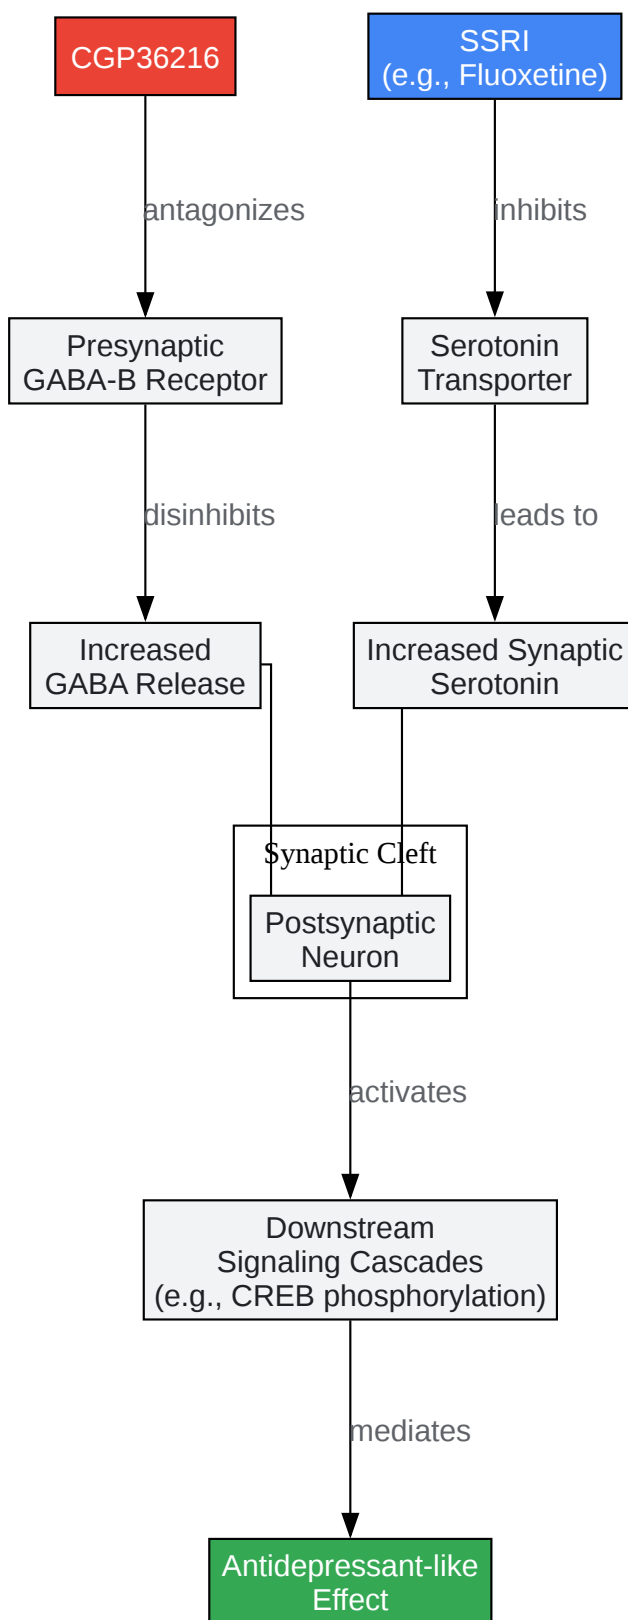 CGP36216
SSRI
(e.g., Fluoxetine)
antagonizes
inhibits
Presynaptic
GABA-B Receptor
Serotonin
Transporter
disinhibits
leads to
Increased
GABA Release
Increased Synaptic
Serotonin
Synaptic Cleft
Postsynaptic
Neuron
activates
Downstream
Signaling Cascades
(e.g., CREB phosphorylation)
mediates
Antidepressant-like
Effect